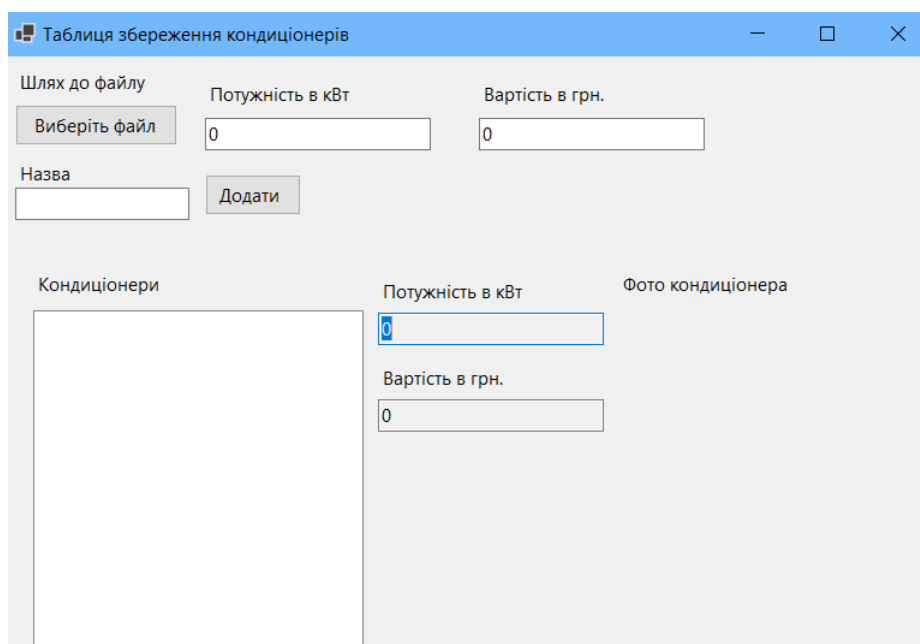 Таблиця збереження кондиціонерів
Шлях до файлу
Виберіть файл
Потужність в кВт
0
Вартість в грн.
0
Назва
Додати
Кондиціонери
Потужність в кВт
0
Вартість в грн.
0
Фото кондиціонера